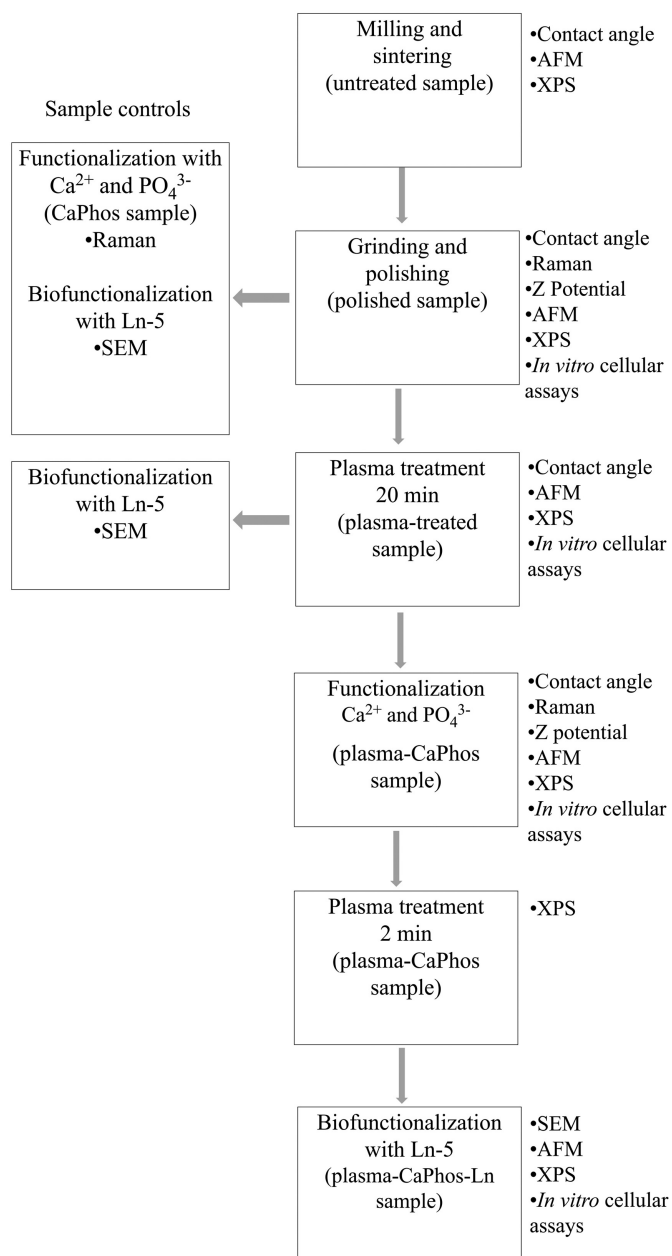 Milling and
sintering
(untreated sample)
•Contact angle
•AFM
•XPS
Sample controls
Functionalization with
Ca²⁺ and PO₄³⁻
(CaPhos sample)
•Raman
Biofunctionalization
with Ln-5
•SEM
Grinding and
polishing
(polished sample)
•Contact angle
•Raman
•Z Potential
•AFM
•XPS
•In vitro cellular
assays
Biofunctionalization
with Ln-5
•SEM
Plasma treatment
20 min
(plasma-treated
sample)
•Contact angle
•AFM
•XPS
•In vitro cellular
assays
Functionalization
Ca²⁺ and PO₄³⁻
(plasma-CaPhos
sample)
•Contact angle
•Raman
•Z potential
•AFM
•XPS
•In vitro cellular
assays
Plasma treatment
2 min
(plasma-CaPhos
sample)
•XPS
Biofunctionalization
with Ln-5
(plasma-CaPhos-Ln
sample)
•SEM
•AFM
•XPS
•In vitro cellular
assays